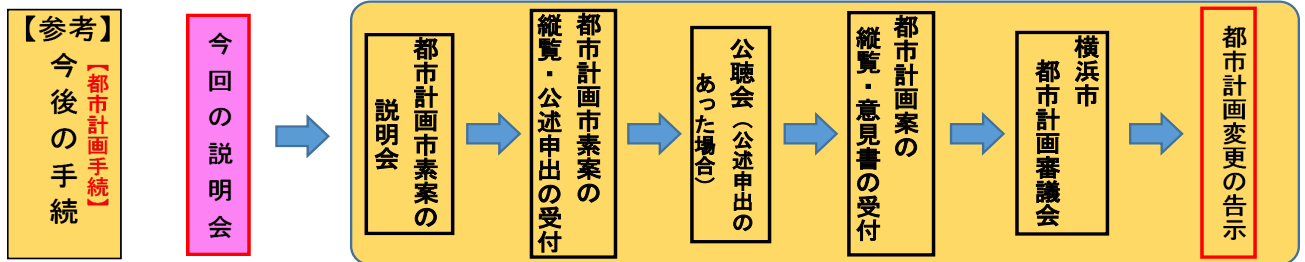 【参考】
今後の手続
【都市計画手続】
今回の説明会
都市計画市素案の
説明会
都市計画市素案の
縦覧・公述申出の受付
公聴会（公述申出の
あった場合）
都市計画案の
縦覧・意見書の受付
横浜市
都市計画審議会
都市計画変更の告示